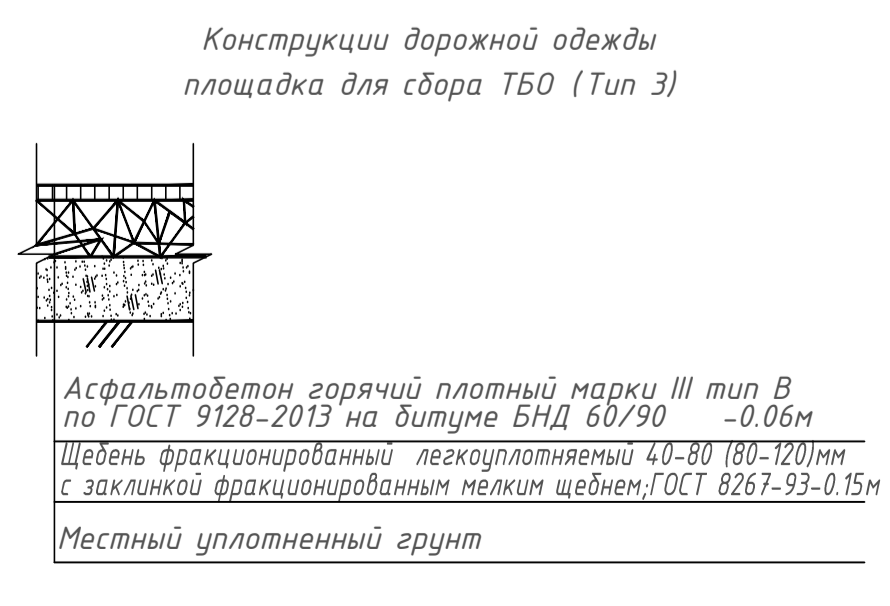 Конструкции дорожной одежды
площадка для сбора ТБО (Тип 3)
Асфальтобетон горячий плотный марки III тип В
по ГОСТ 9128-2013 на битуме БНД 60/90 -0.06м
Щебень фракционированный легкоуплотняемый 40-80 (80-120)мм
с заклинкой фракционированным мелким щебнем;ГОСТ 8267-93-0.15м
Местный уплотненный грунт